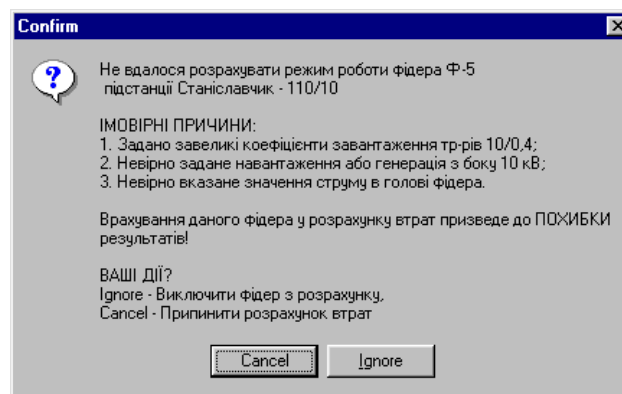 Confirm
Не вдалося розрахувати режим роботи фідера Ф-5
підстанції Станіславчик - 110/10
ІМОВІРНІ ПРИЧИНИ:
1. Задано завеликі коефіцієнти завантаження тр-рів 10/0,4;
2. Невірно задане навантаження або генерація з боку 10 кВ;
3. Невірно вказане значення струму в голові фідера.
Врахування даного фідера у розрахунку втрат призведе до ПОХИБКИ
результатів!
ВАШІ ДІЇ?
Ignore - Виключити фідер з розрахунку,
Cancel - Припинити розрахунок втрат
Cancel Ignore